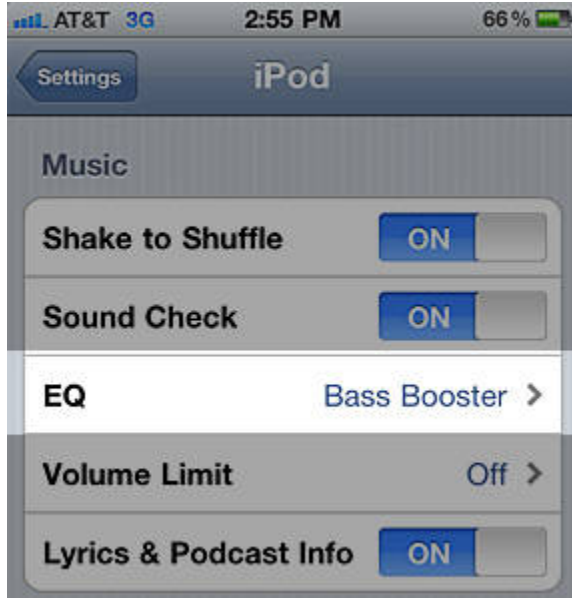 AT&T 3G 2:55 PM 66%
Settings iPod
Music
Shake to Shuffle ON
Sound Check ON
EQ Bass Booster >
Volume Limit Off >
Lyrics & Podcast Info ON